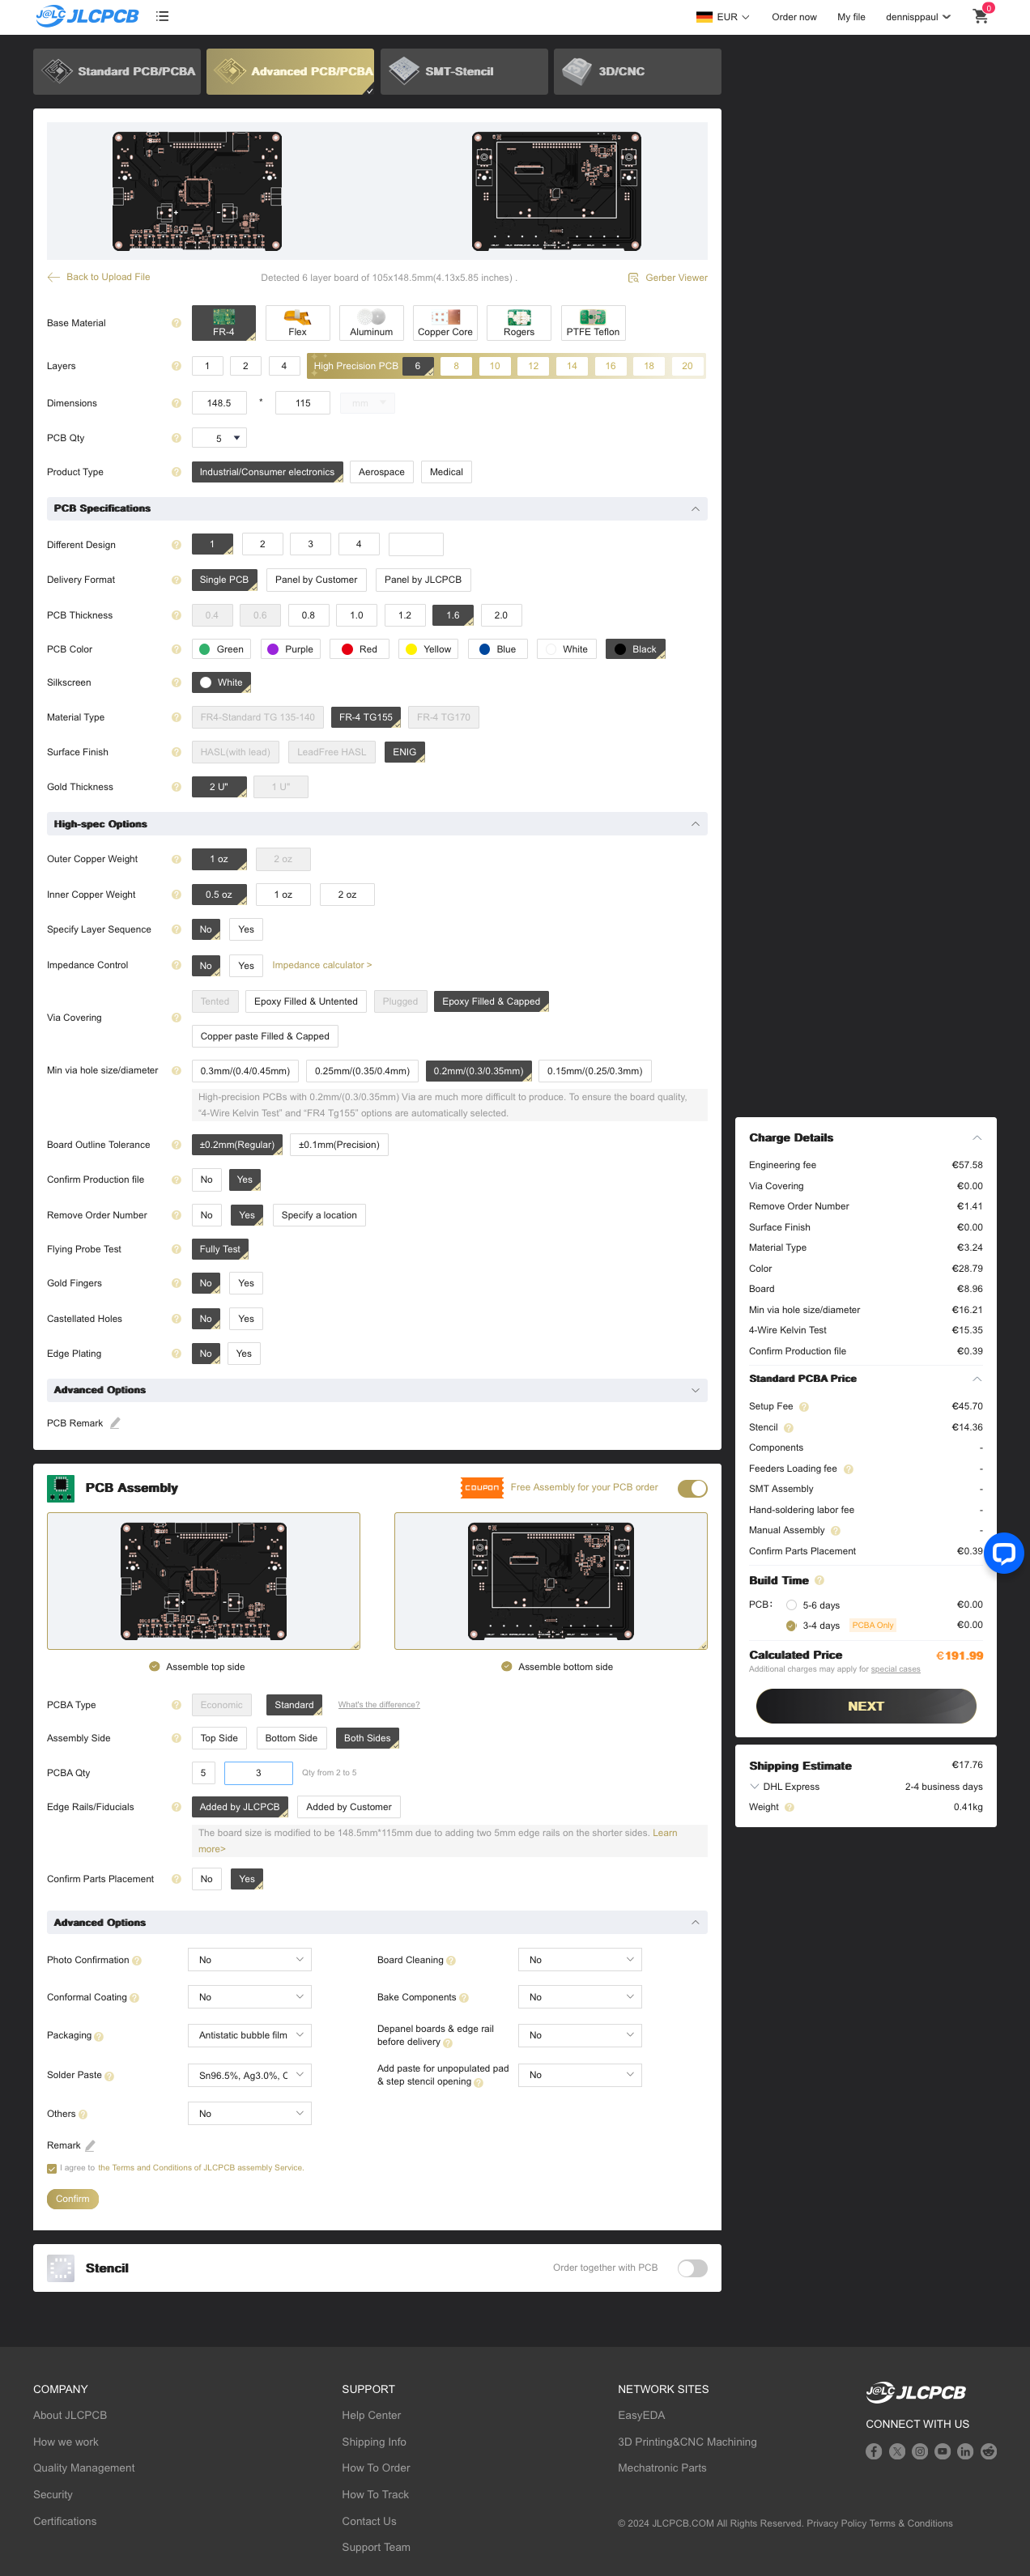 J@LC JLCPCB
EUR
Order now
My file
dennisppaul
0
Standard PCB/PCBA
Advanced PCB/PCBA
SMT-Stencil
3D/CNC
Back to Upload File
Detected 6 layer board of 105x148.5mm(4.13x5.85 inches) .
Gerber Viewer
Base Material
FR-4
Flex
Aluminum
Copper Core
Rogers
PTFE Teflon
Layers
1 2 4 High Precision PCB 6 8 10 12 14 16 18 20
Dimensions
148.5 * 115 mm
PCB Qty
5
Product Type
Industrial/Consumer electronics Aerospace Medical
PCB Specifications
Different Design
1 2 3 4
Delivery Format
Single PCB Panel by Customer Panel by JLCPCB
PCB Thickness
0.4 0.6 0.8 1.0 1.2 1.6 2.0
PCB Color
Green Purple Red Yellow Blue White Black
Silkscreen
White
Material Type
FR4-Standard TG 135-140 FR-4 TG155 FR-4 TG170
Surface Finish
HASL(with lead) LeadFree HASL ENIG
Gold Thickness
2 U" 1 U"
High-spec Options
Outer Copper Weight
1 oz 2 oz
Inner Copper Weight
0.5 oz 1 oz 2 oz
Specify Layer Sequence
No Yes
Impedance Control
No Yes Impedance calculator >
Via Covering
Tented Epoxy Filled & Untented Plugged Epoxy Filled & Capped
Copper paste Filled & Capped
Min via hole size/diameter
0.3mm/(0.4/0.45mm) 0.25mm/(0.35/0.4mm) 0.2mm/(0.3/0.35mm) 0.15mm/(0.25/0.3mm)
High-precision PCBs with 0.2mm/(0.3/0.35mm) Via are much more difficult to produce. To ensure the board quality,
“4-Wire Kelvin Test” and “FR4 Tg155” options are automatically selected.
Board Outline Tolerance
±0.2mm(Regular) ±0.1mm(Precision)
Confirm Production file
No Yes
Remove Order Number
No Yes Specify a location
Flying Probe Test
Fully Test
Gold Fingers
No Yes
Castellated Holes
No Yes
Edge Plating
No Yes
Advanced Options
PCB Remark
PCB Assembly
COUPON
Free Assembly for your PCB order
Assemble top side
Assemble bottom side
PCBA Type
Economic Standard What's the difference?
Assembly Side
Top Side Bottom Side Both Sides
PCBA Qty
5 3 Qty from 2 to 5
Edge Rails/Fiducials
Added by JLCPCB Added by Customer
The board size is modified to be 148.5mm*115mm due to adding two 5mm edge rails on the shorter sides. Learn
more>
Confirm Parts Placement
No Yes
Advanced Options
Photo Confirmation No
Board Cleaning No
Conformal Coating No
Bake Components No
Packaging Antistatic bubble film
Depanel boards & edge rail
before delivery
No
Solder Paste Sn96.5%, Ag3.0%, C
Add paste for unpopulated pad
& step stencil opening
No
Others No
Remark
I agree to the Terms and Conditions of JLCPCB assembly Service.
Confirm
Stencil
Order together with PCB
Charge Details
Engineering fee €57.58
Via Covering €0.00
Remove Order Number €1.41
Surface Finish €0.00
Material Type €3.24
Color €28.79
Board €8.96
Min via hole size/diameter €16.21
4-Wire Kelvin Test €15.35
Confirm Production file €0.39
Standard PCBA Price
Setup Fee €45.70
Stencil €14.36
Components -
Feeders Loading fee -
SMT Assembly -
Hand-soldering labor fee -
Manual Assembly -
Confirm Parts Placement €0.39
Build Time
PCB: 5-6 days €0.00
3-4 days PCBA Only €0.00
Calculated Price €191.99
Additional charges may apply for special cases
NEXT
Shipping Estimate €17.76
DHL Express 2-4 business days
Weight 0.41kg
COMPANY
About JLCPCB
How we work
Quality Management
Security
Certifications
SUPPORT
Help Center
Shipping Info
How To Order
How To Track
Contact Us
Support Team
NETWORK SITES
EasyEDA
3D Printing&CNC Machining
Mechatronic Parts
J@LC JLCPCB
CONNECT WITH US
© 2024 JLCPCB.COM All Rights Reserved. Privacy Policy Terms & Conditions